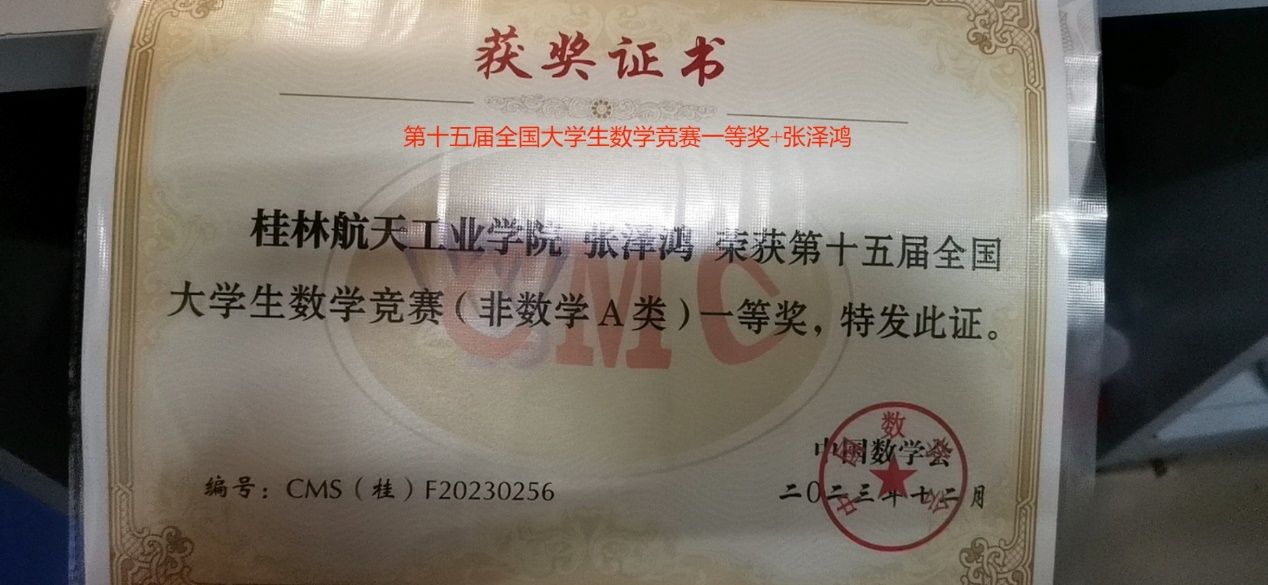 获奖证书
第十五届全国大学生数学竞赛一等奖+张泽鸿
桂林航天工业学院 张泽鸿 荣获第十五届全国
大学生数学竞赛（非数学A类）一等奖，特发此证。
CMC
中国数学会
编号：CMS（桂）F20230256
二〇二三年十二月